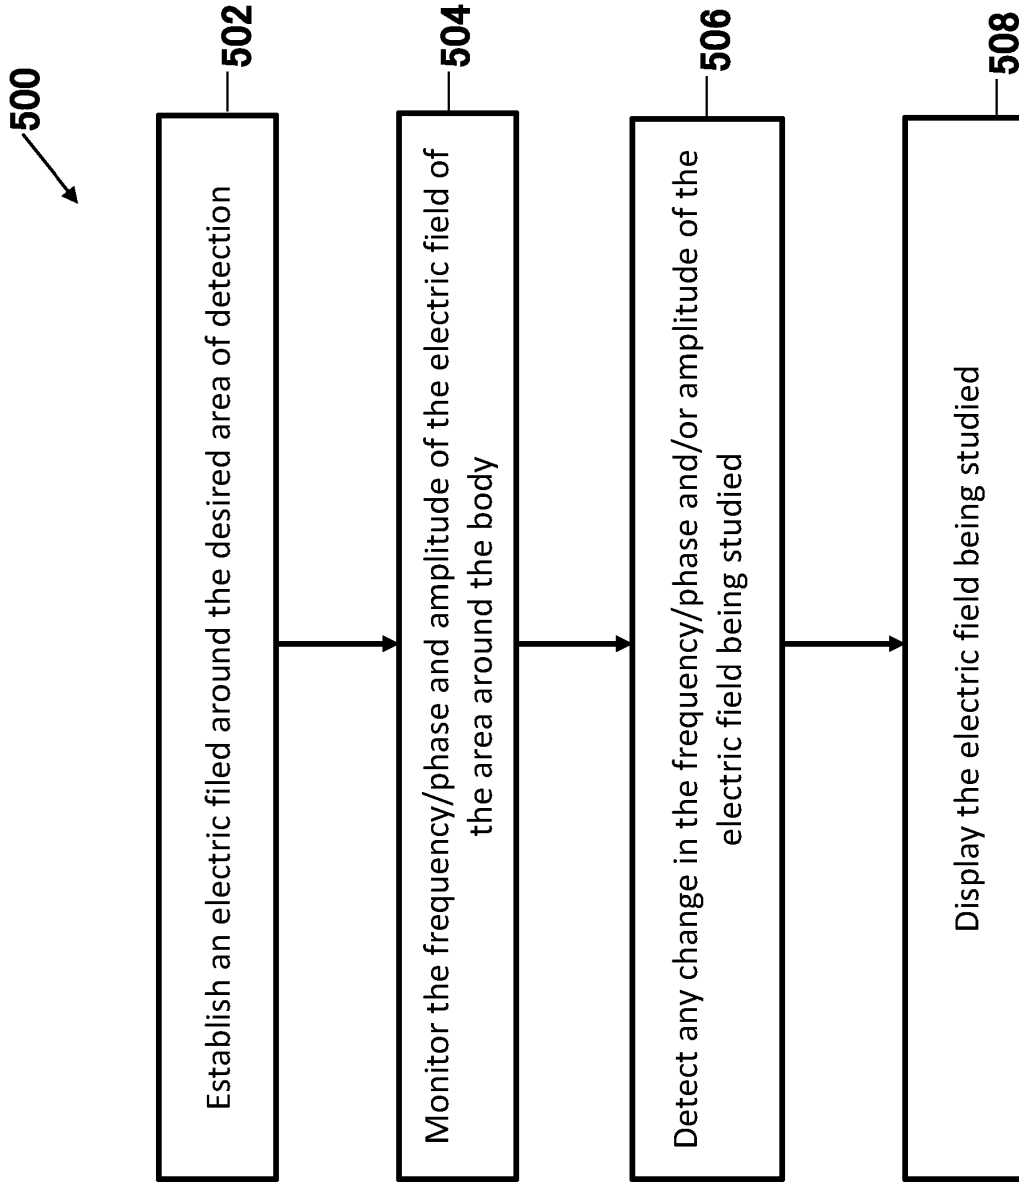 500
502
Establish an electric filed around the desired area of detection
504
Monitor the frequency/phase and amplitude of the electric field of
the area around the body
506
Detect any change in the frequency/phase and/or amplitude of the
electric field being studied
508
Display the electric field being studied